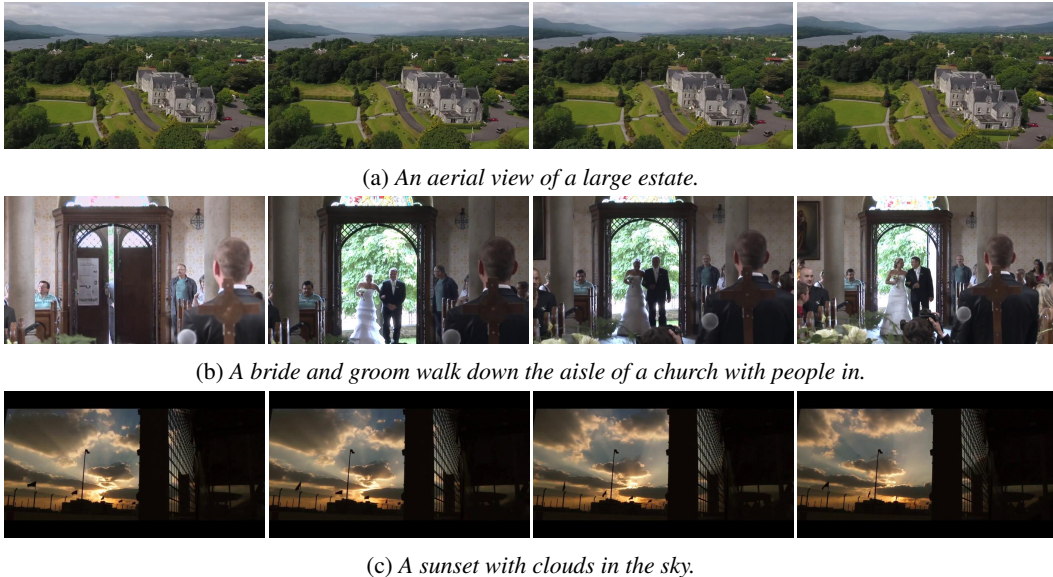 (a) An aerial view of a large estate.
(b) A bride and groom walk down the aisle of a church with people in.
(c) A sunset with clouds in the sky.